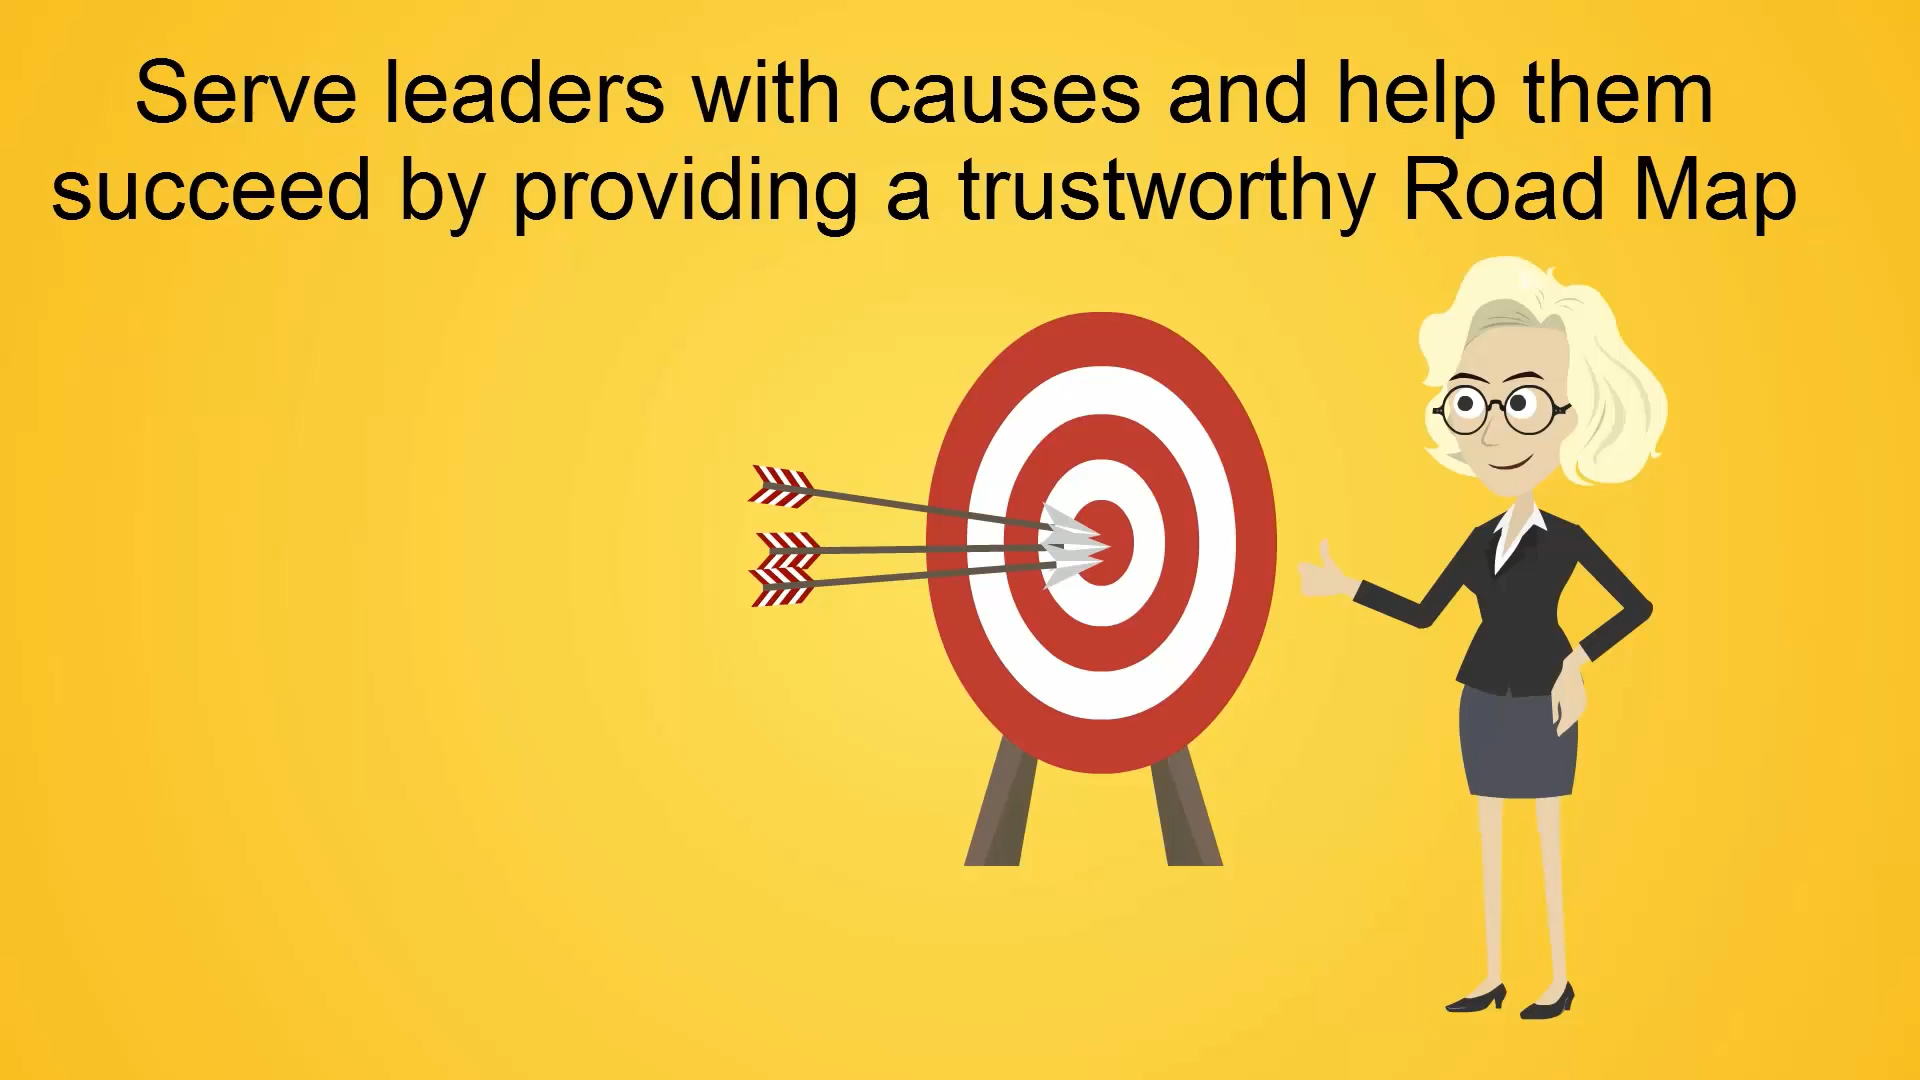 Serve leaders with causes and help them
succeed by providing a trustworthy Road Map